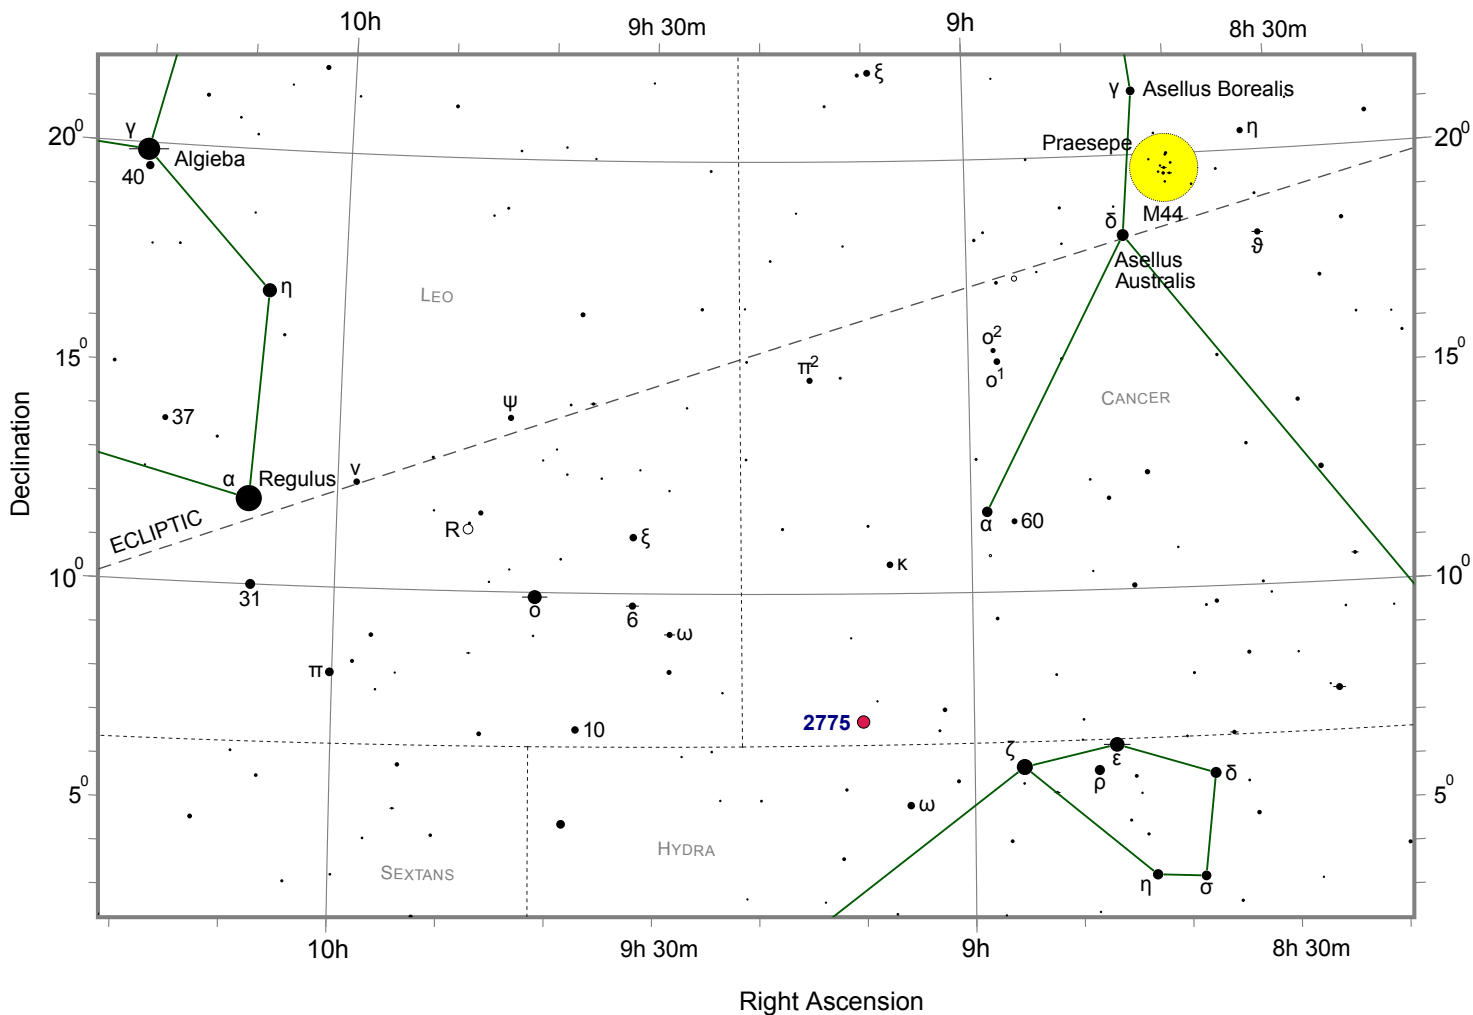 10h
9h 30m
9h
8h 30m
ξ
γ
Asellus Borealis
γ
20⁰
Algieba
40
Praesepe
η
20⁰
M44
δ
Asellus
Australis
ϑ
η
LEO
ο²
ο¹
15⁰
π²
15⁰
CANCER
ψ
37
α
Regulus
ν
ECLIPTIC
R
ξ
α
60
κ
10⁰
10⁰
31
ο
6
ω
π
2775
10
ζ
ε
ρ
δ
5⁰
ω
5⁰
HYDRA
SEXTANS
η
σ
Declination
10h
9h 30m
9h
8h 30m
Right Ascension